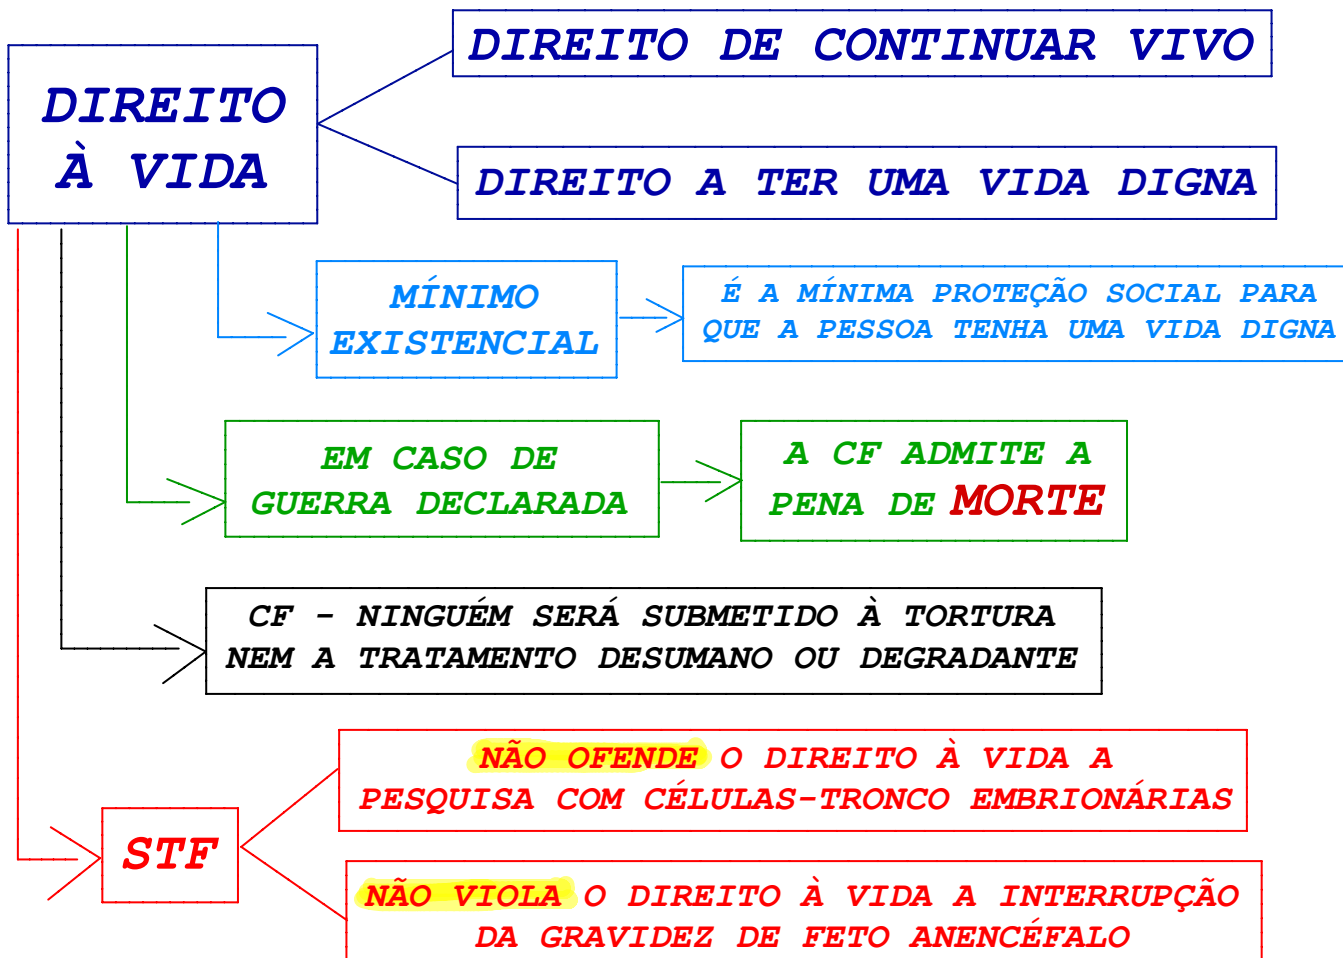 DIREITO
À VIDA
DIREITO DE CONTINUAR VIVO
DIREITO A TER UMA VIDA DIGNA
MÍNIMO
EXISTENCIAL
É A MÍNIMA PROTEÇÃO SOCIAL PARA
QUE A PESSOA TENHA UMA VIDA DIGNA
EM CASO DE
GUERRA DECLARADA
A CF ADMITE A
PENA DE MORTE
CF - NINGUÉM SERÁ SUBMETIDO À TORTURA
NEM A TRATAMENTO DESUMANO OU DEGRADANTE
STF
NÃO OFENDE O DIREITO À VIDA A
PESQUISA COM CÉLULAS-TRONCO EMBRIONÁRIAS
NÃO VIOLA O DIREITO À VIDA A INTERRUPÇÃO
DA GRAVIDEZ DE FETO ANENCÉFALO